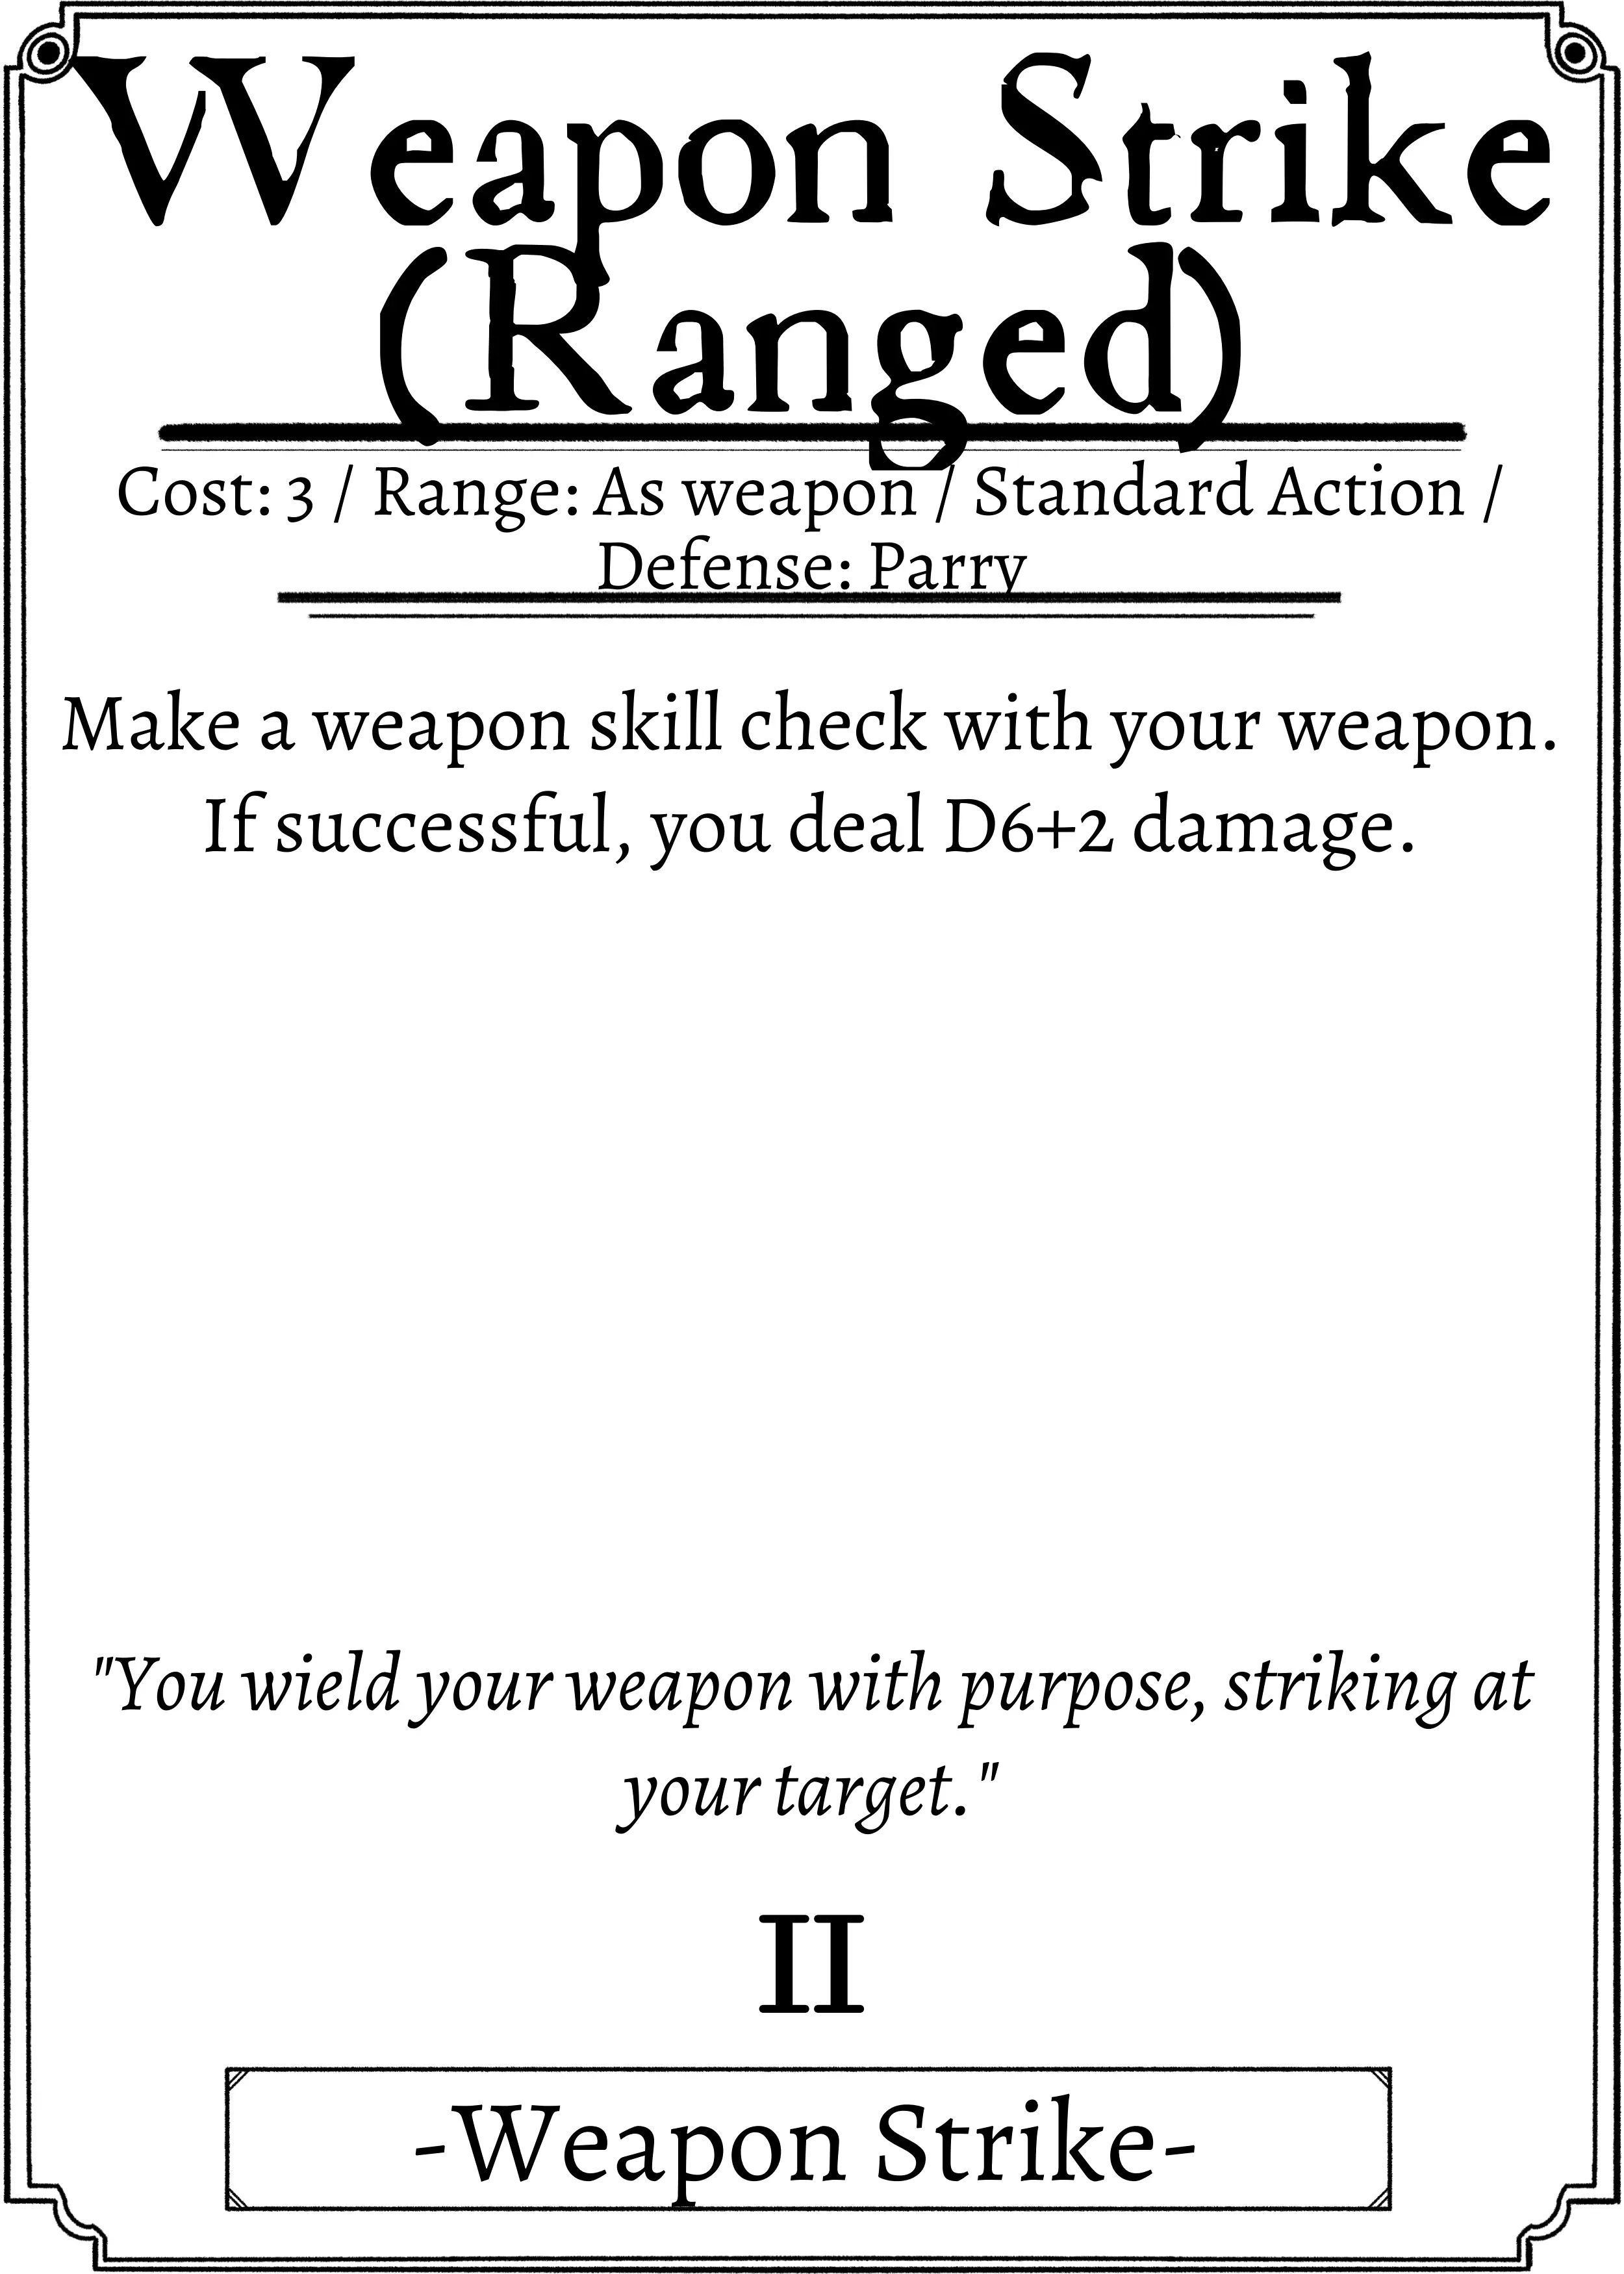 Weapon Strike
(Ranged)
Cost: 3 / Range: As weapon / Standard Action /
Defense: Parry
Make a weapon skill check with your weapon.
If successful, you deal D6+2 damage.
"You wield your weapon with purpose, striking at
your target."
II
-Weapon Strike-